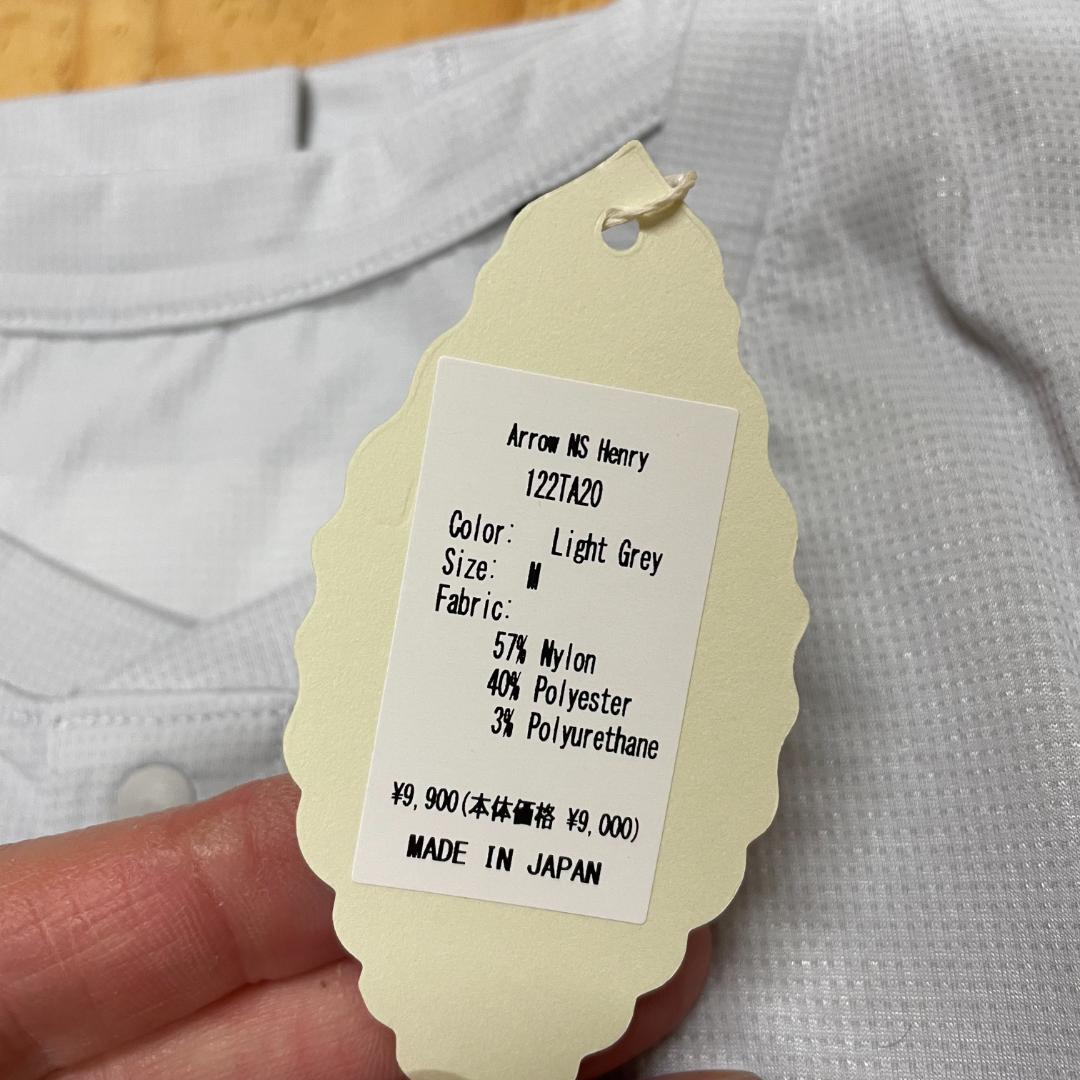 Arrow NS Henry
122TA20
Color: Light Grey
Size: M
Fabric:
57% Nylon
40% Polyester
3% Polyurethane
¥9,900(本体価格 ¥9,000)
MADE IN JAPAN